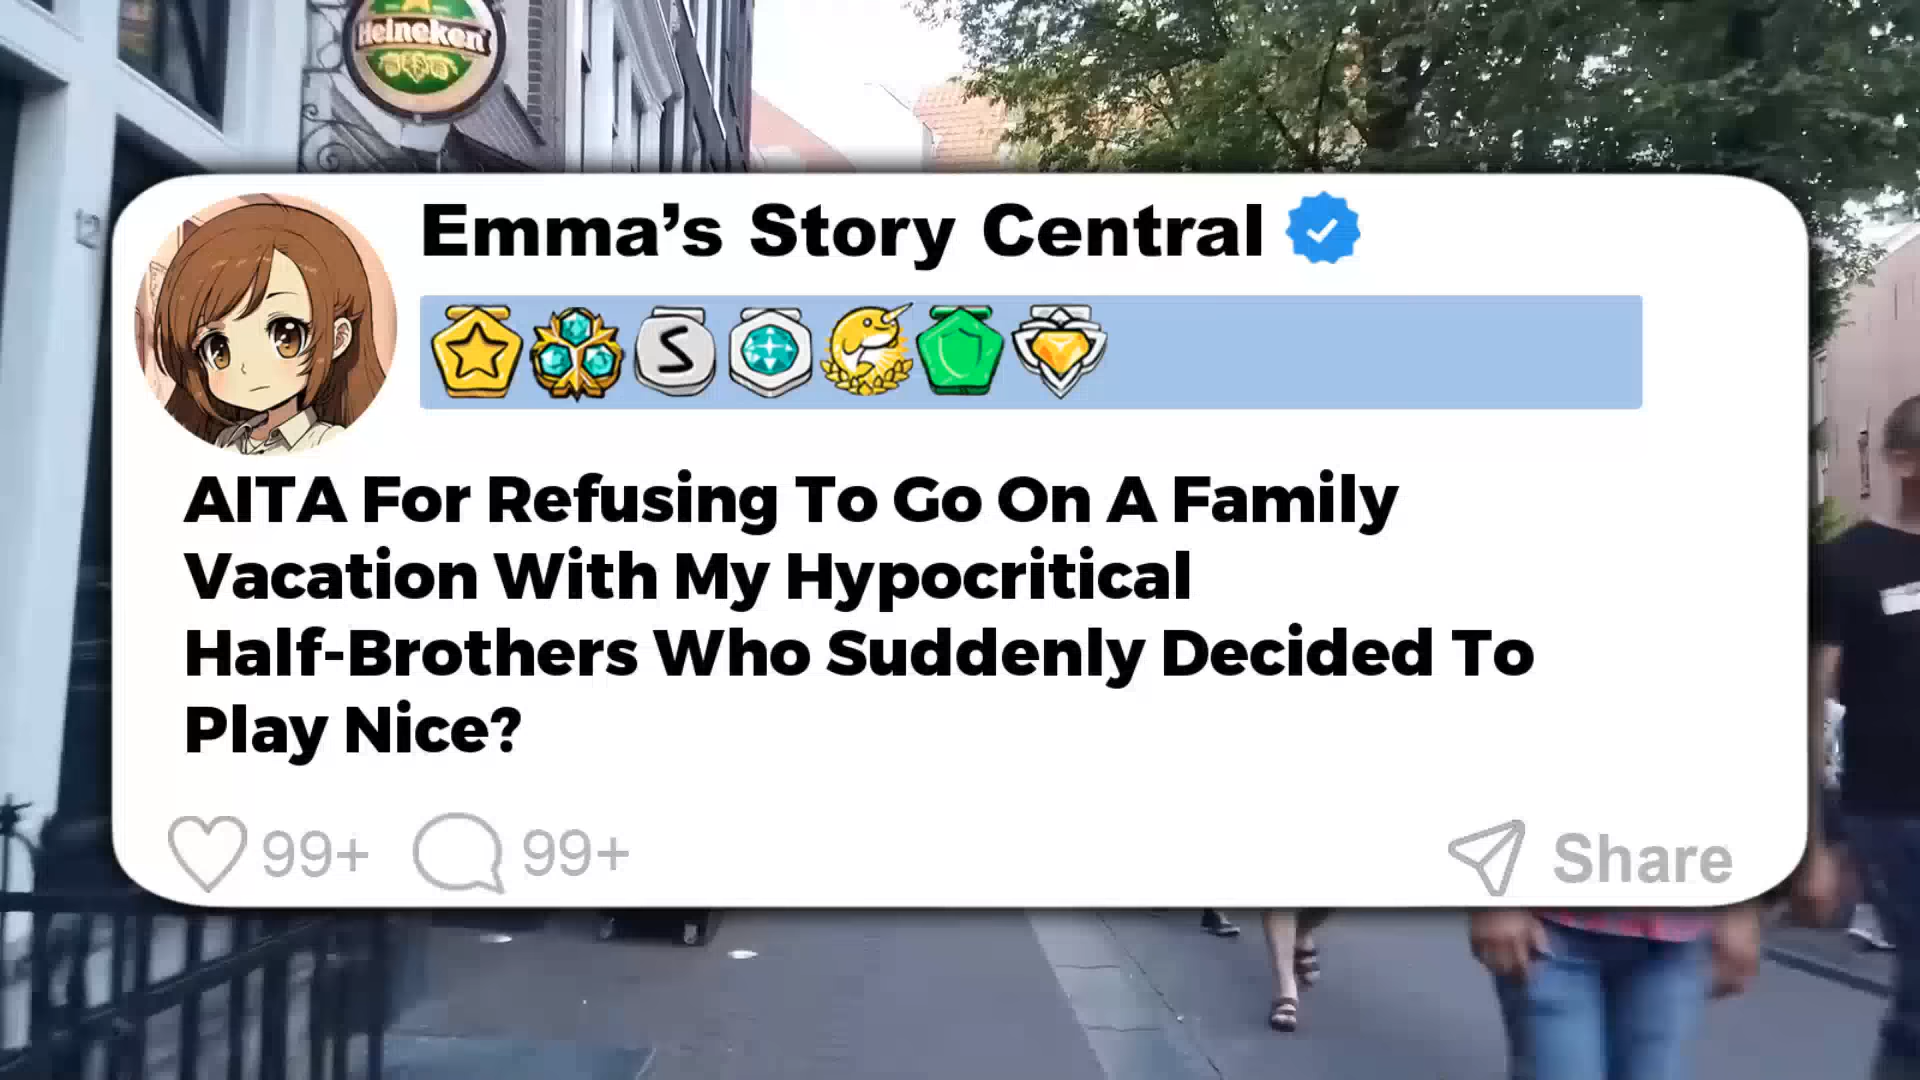 Heineken
12
Emma’s Story Central
S
AITA For Refusing To Go On A Family
Vacation With My Hypocritical
Half-Brothers Who Suddenly Decided To
Play Nice?
99+
99+
Share